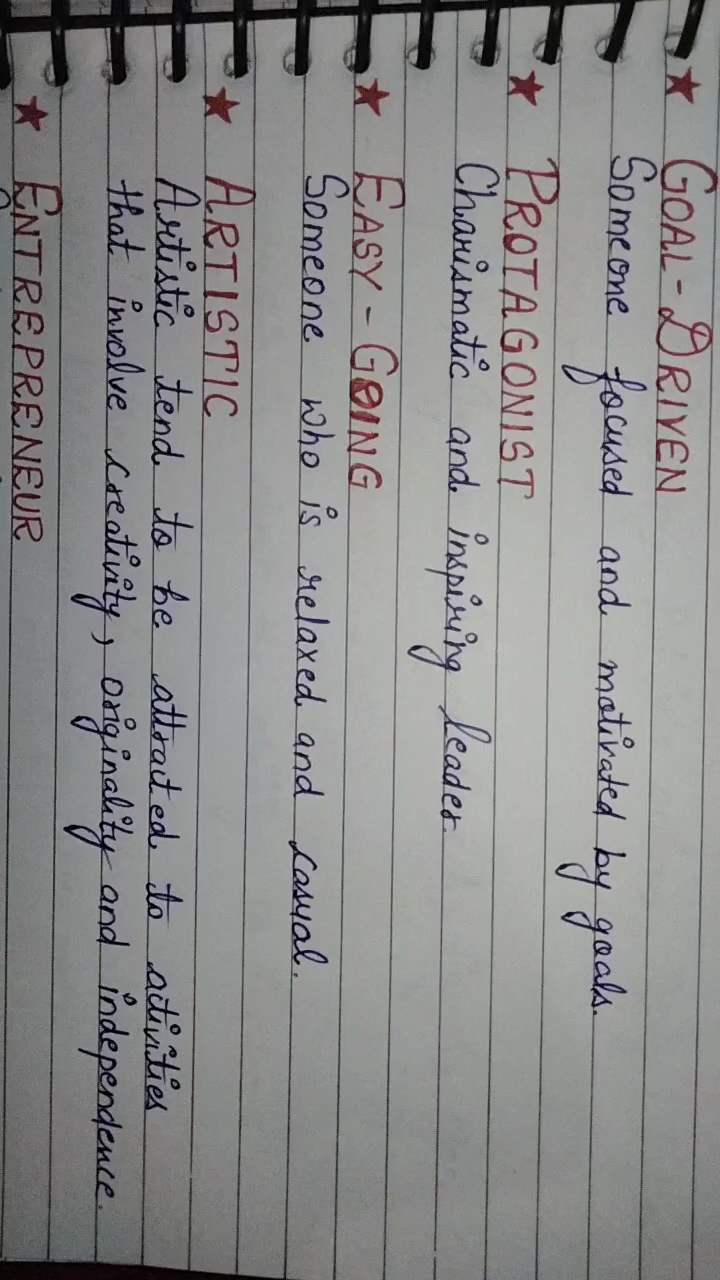 ★ GOAL-DRIVEN
Someone focused and motivated by goals.
★ PROTAGONIST
Charismatic and inspiring leader.
★ EASY-GOING
Someone who is relaxed and casual.
★ ARTISTIC
Artistic tend to be attracted to activities
that involve creativity, originality and independence.
★ ENTREPRENEUR